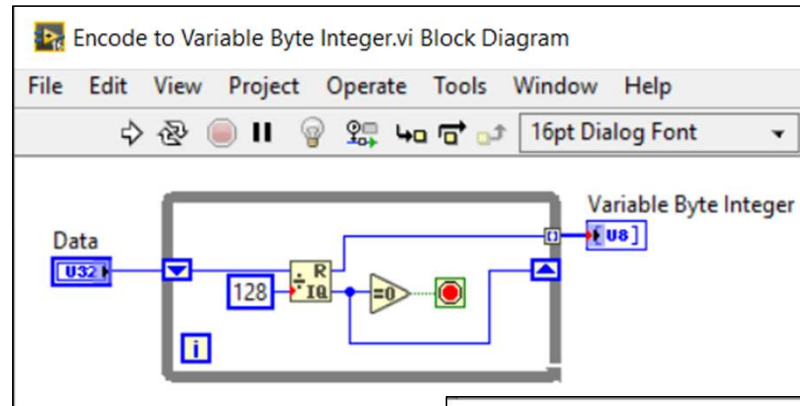 Encode to Variable Byte Integer.vi Block Diagram
File Edit View Project Operate Tools Window Help
16pt Dialog Font
Variable Byte Integer
Data
U8
U32
R
128
IQ
=0
i